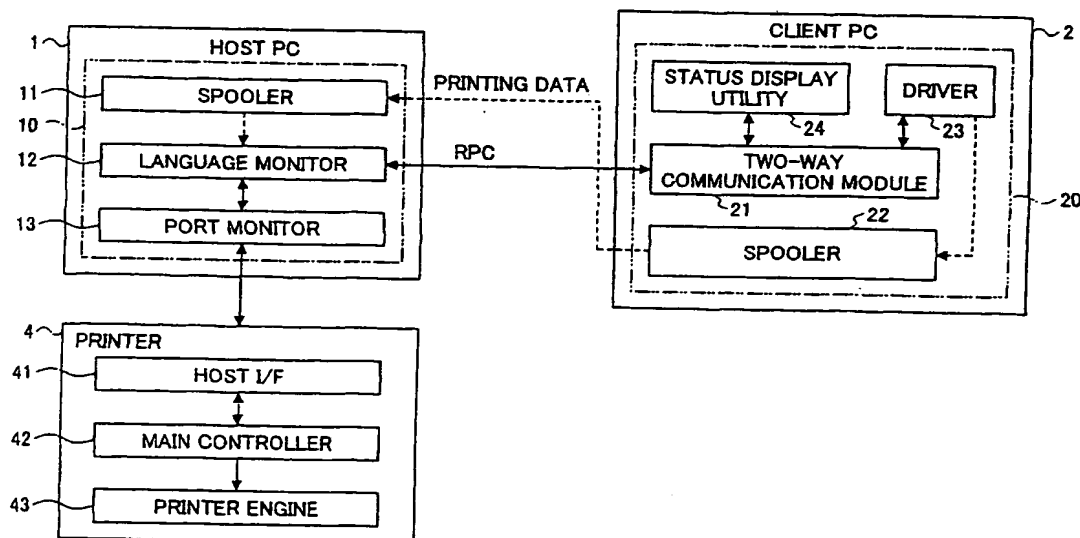 1
HOST PC
10
11
SPOOLER
12
LANGUAGE MONITOR
13
PORT MONITOR
PRINTING DATA
RPC
CLIENT PC
2
STATUS DISPLAY
UTILITY
24
DRIVER
23
TWO-WAY
COMMUNICATION MODULE
21
20
22
SPOOLER
4
PRINTER
41
HOST I/F
42
MAIN CONTROLLER
43
PRINTER ENGINE